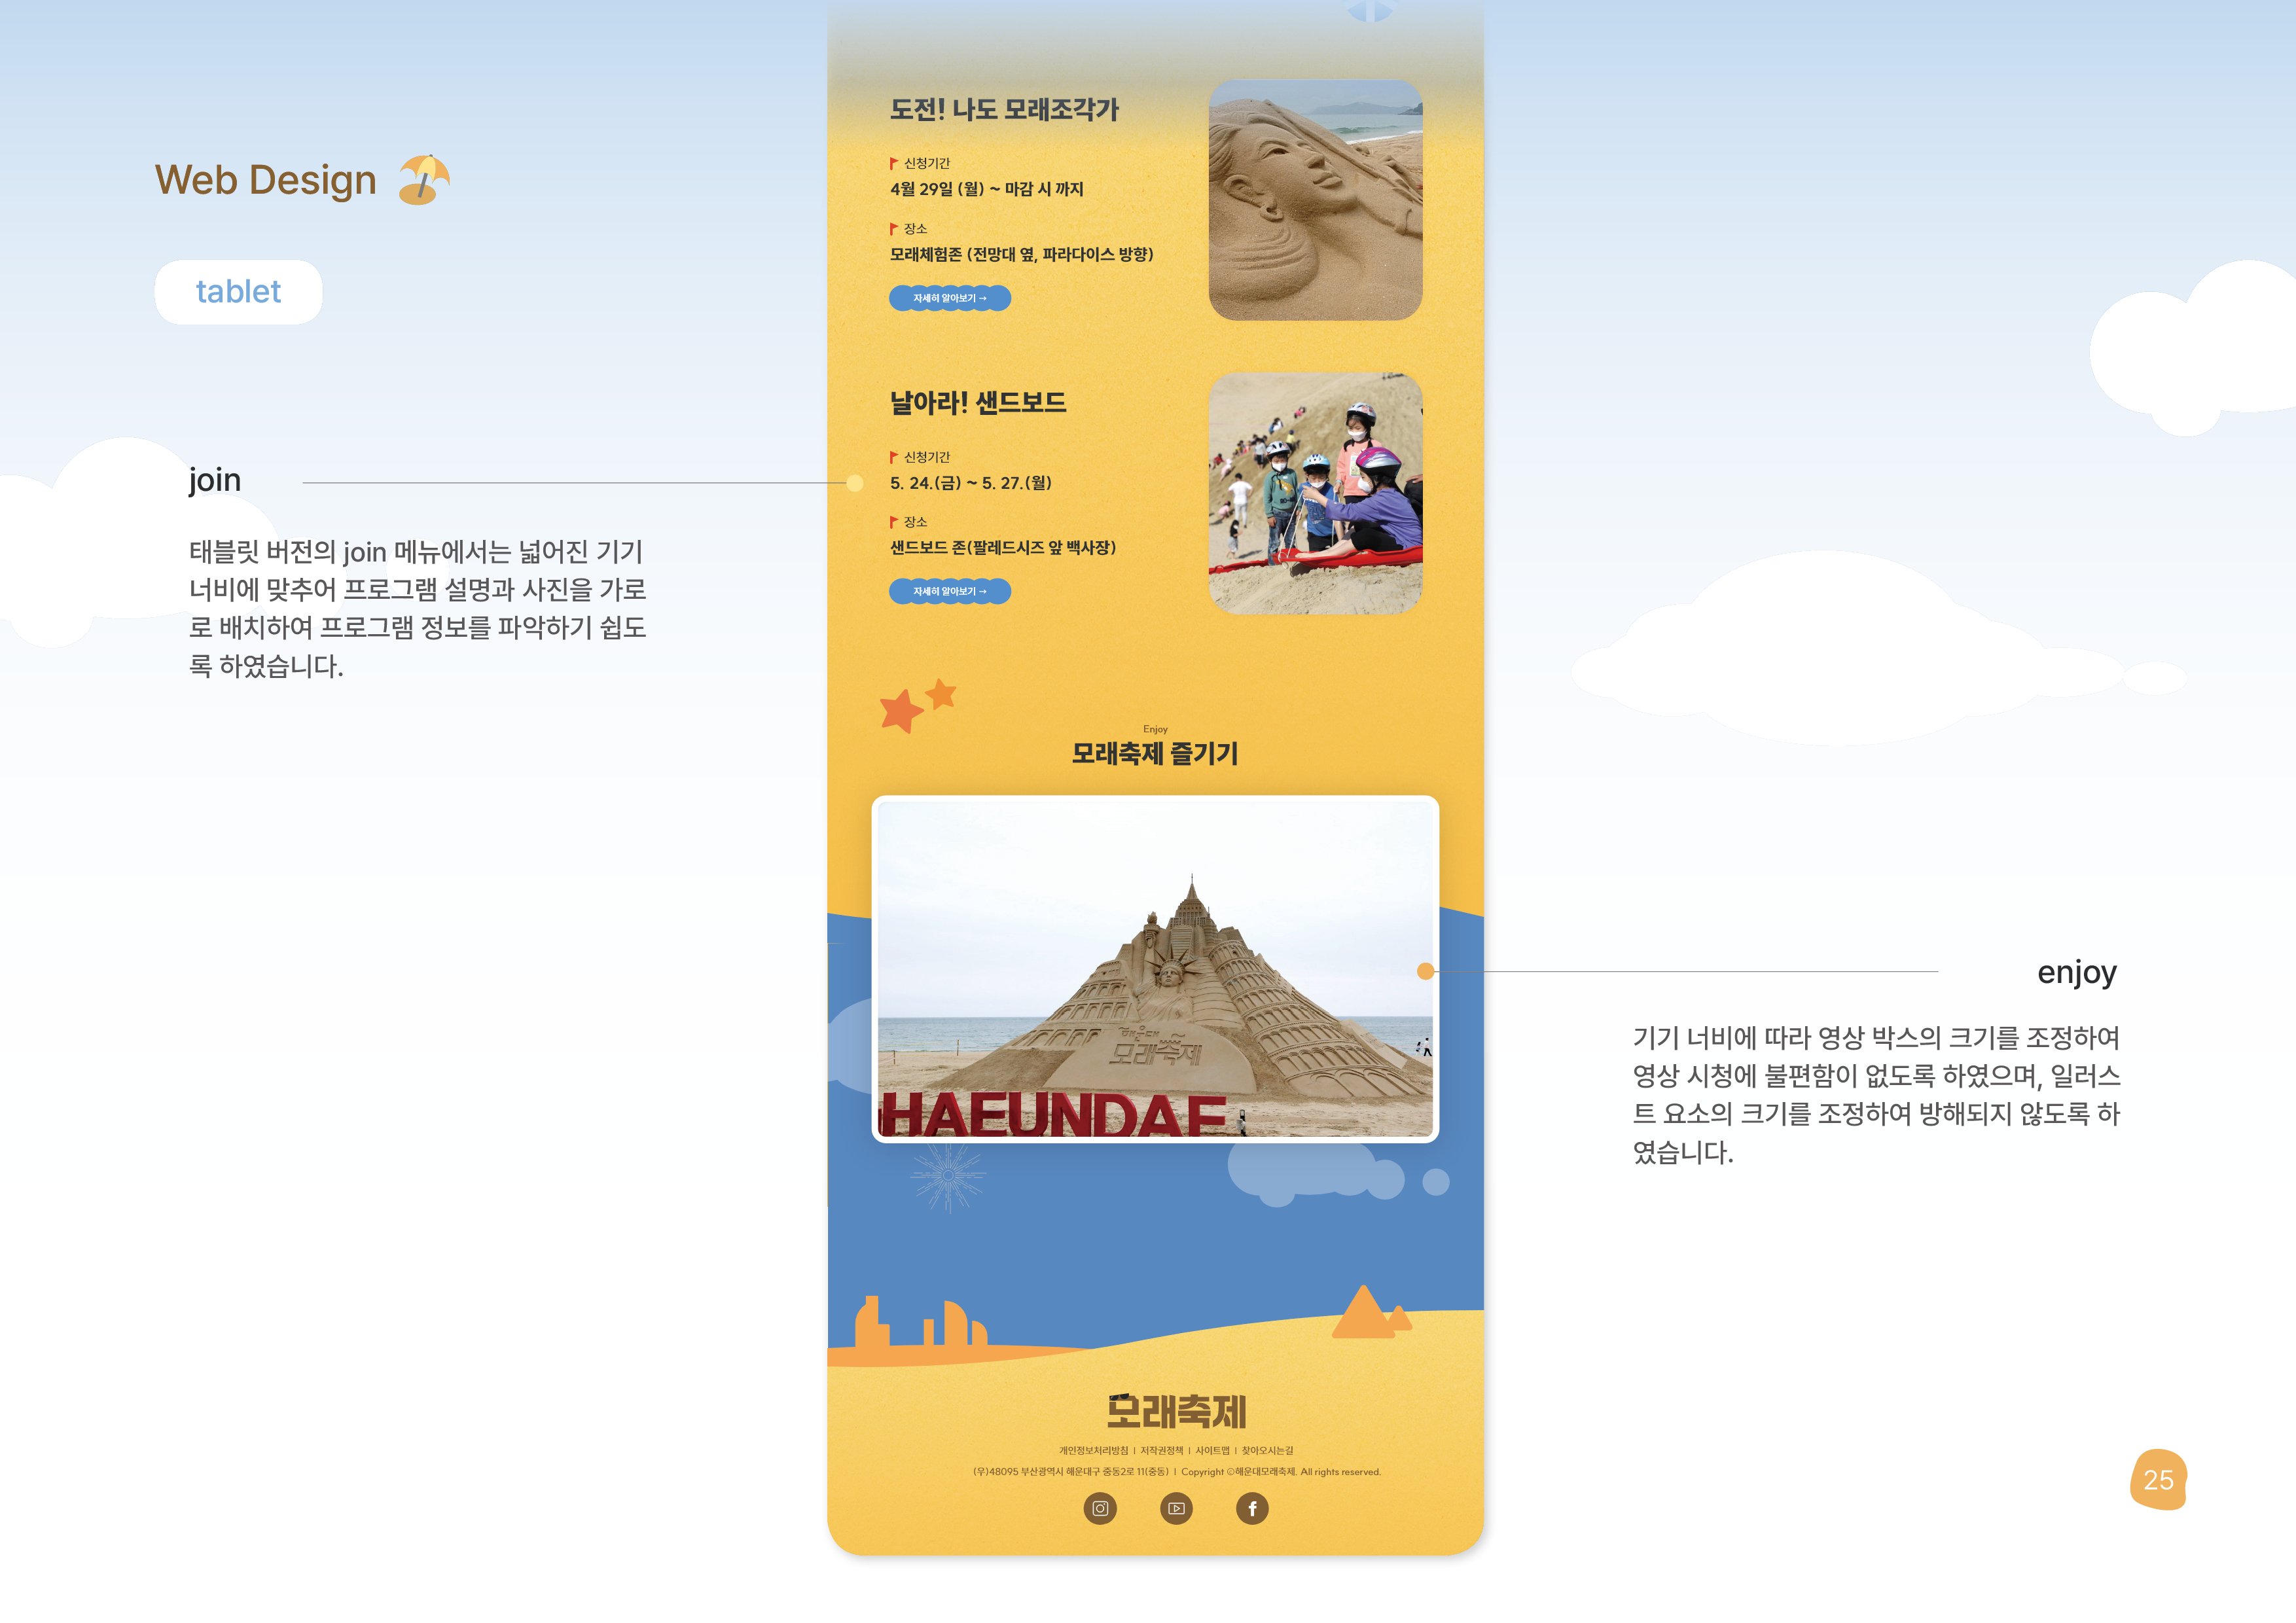 Web Design
tablet
join
태블릿 버전의 join 메뉴에서는 넓어진 기기
너비에 맞추어 프로그램 설명과 사진을 가로
로 배치하여 프로그램 정보를 파악하기 쉽도
록 하였습니다.
도전! 나도 모래조각가
신청기간
4월 29일 (월) ~ 마감 시 까지
장소
모래체험존 (전망대 옆, 파라다이스 방향)
자세히 알아보기 →
날아라! 샌드보드
신청기간
5. 24.(금) ~ 5. 27.(월)
장소
샌드보드 존(팔레드시즈 앞 백사장)
자세히 알아보기 →
Enjoy
모래축제 즐기기
해운대
모래축제
HAEUNDAE
enjoy
기기 너비에 따라 영상 박스의 크기를 조정하여
영상 시청에 불편함이 없도록 하였으며, 일러스
트 요소의 크기를 조정하여 방해되지 않도록 하
였습니다.
모래축제
개인정보처리방침 | 저작권정책 | 사이트맵 | 찾아오시는길
(우)48095 부산광역시 해운대구 중동2로 11(중동) | Copyright ©해운대모래축제. All rights reserved.
25